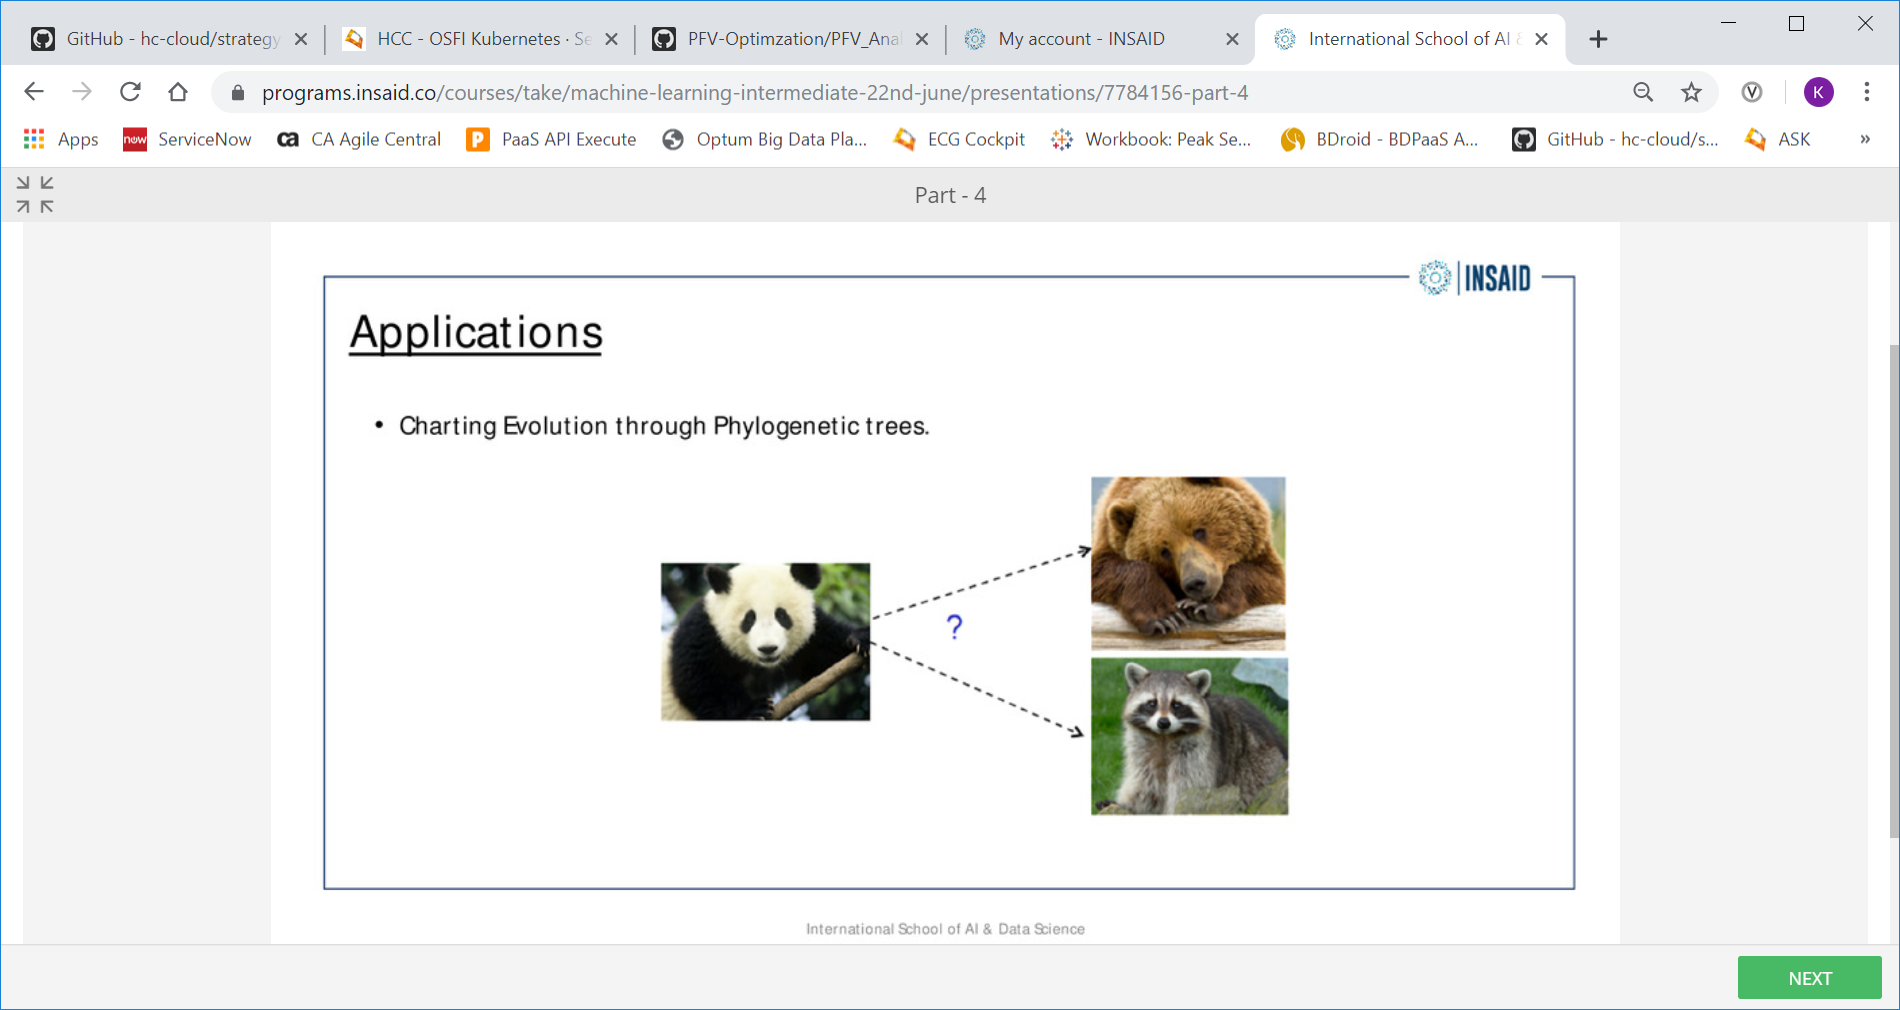 GitHub - hc-cloud/strategy
HCC - OSFI Kubernetes · Se
PFV-Optimzation/PFV_Anal
My account - INSAID
International School of AI &
programs.insaid.co/courses/take/machine-learning-intermediate-22nd-june/presentations/7784156-part-4
K
Apps
now
ServiceNow
ca
CA Agile Central
P
PaaS API Execute
Optum Big Data Pla...
ECG Cockpit
Workbook: Peak Se...
BDroid - BDPaaS A...
GitHub - hc-cloud/s...
ASK
»
Part - 4
INSAID
Applications
• Charting Evolution through Phylogenetic trees.
?
International School of AI & Data Science
NEXT